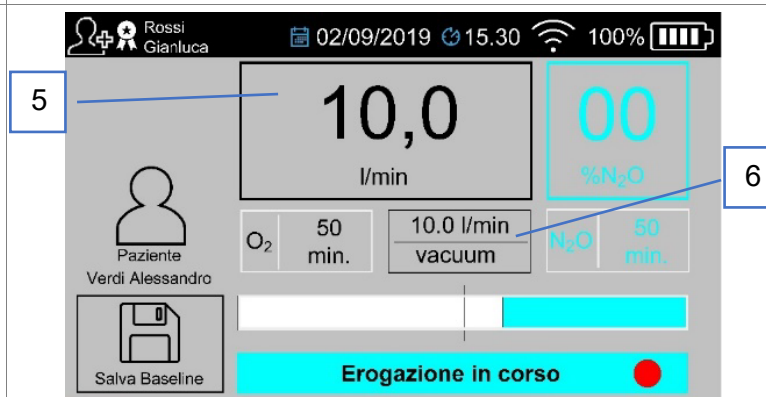 Rossi
Gianluca
02/09/2019 15.30 100%
5
10,0
l/min
00
%N₂O
6
O₂
50
min.
10.0 l/min
vacuum
N₂O
50
min.
Paziente
Verdi Alessandro
Salva Baseline
Erogazione in corso